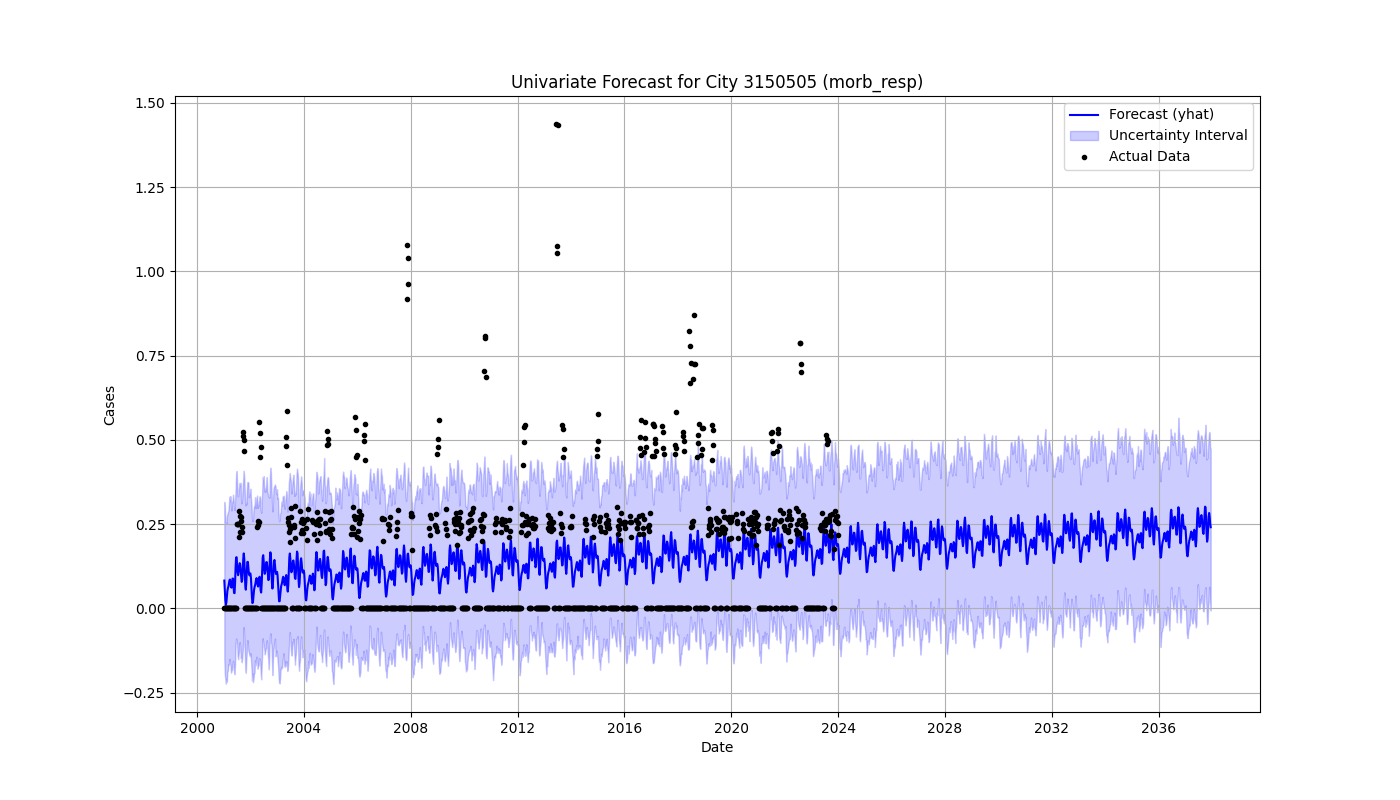 Univariate Forecast for City 3150505 (morb_resp)
Forecast (yhat)
Uncertainty Interval
Actual Data
Cases
1.50
1.25
1.00
0.75
0.50
0.25
0.00
−0.25
2000 2004 2008 2012 2016 2020 2024 2028 2032 2036
Date